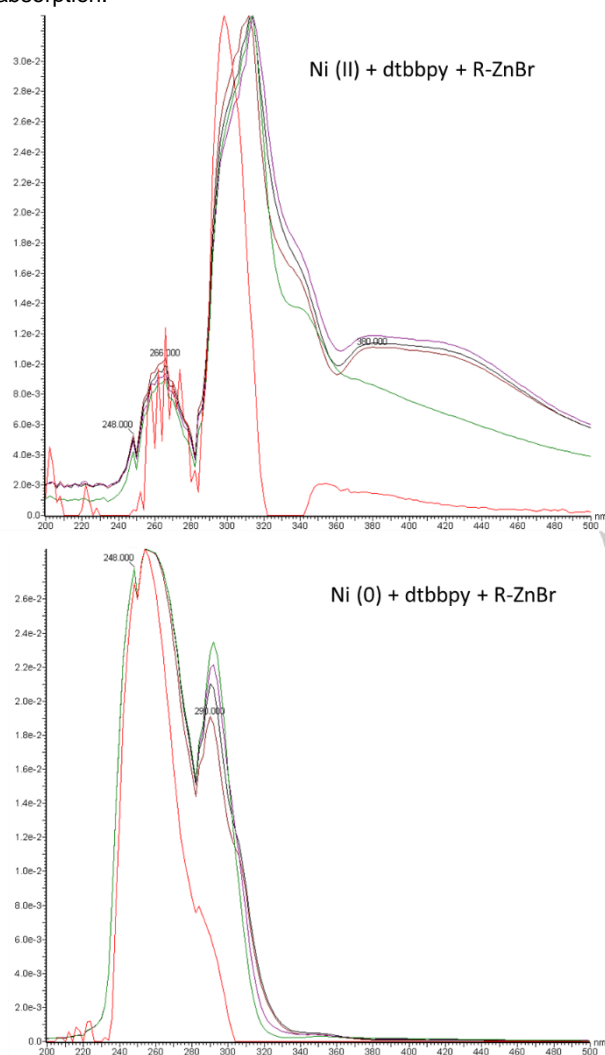 absorption.
Ni (II) + dtbbpy + R-ZnBr
3.0e-2
2.8e-2
2.6e-2
2.4e-2
2.2e-2
2.0e-2
1.8e-2
1.6e-2
1.4e-2
1.2e-2
1.0e-2
8.0e-3
6.0e-3
4.0e-3
2.0e-3
0.0
248.000
266.000
380.000
200 220 240 260 280 300 320 340 360 380 400 420 440 460 480 500 nm
Ni (0) + dtbbpy + R-ZnBr
2.6e-2
2.4e-2
2.2e-2
2.0e-2
1.8e-2
1.6e-2
1.4e-2
1.2e-2
1.0e-2
8.0e-3
6.0e-3
4.0e-3
2.0e-3
0.0
248.000
290.000
200 220 240 260 280 300 320 340 360 380 400 420 440 460 480 500 nm